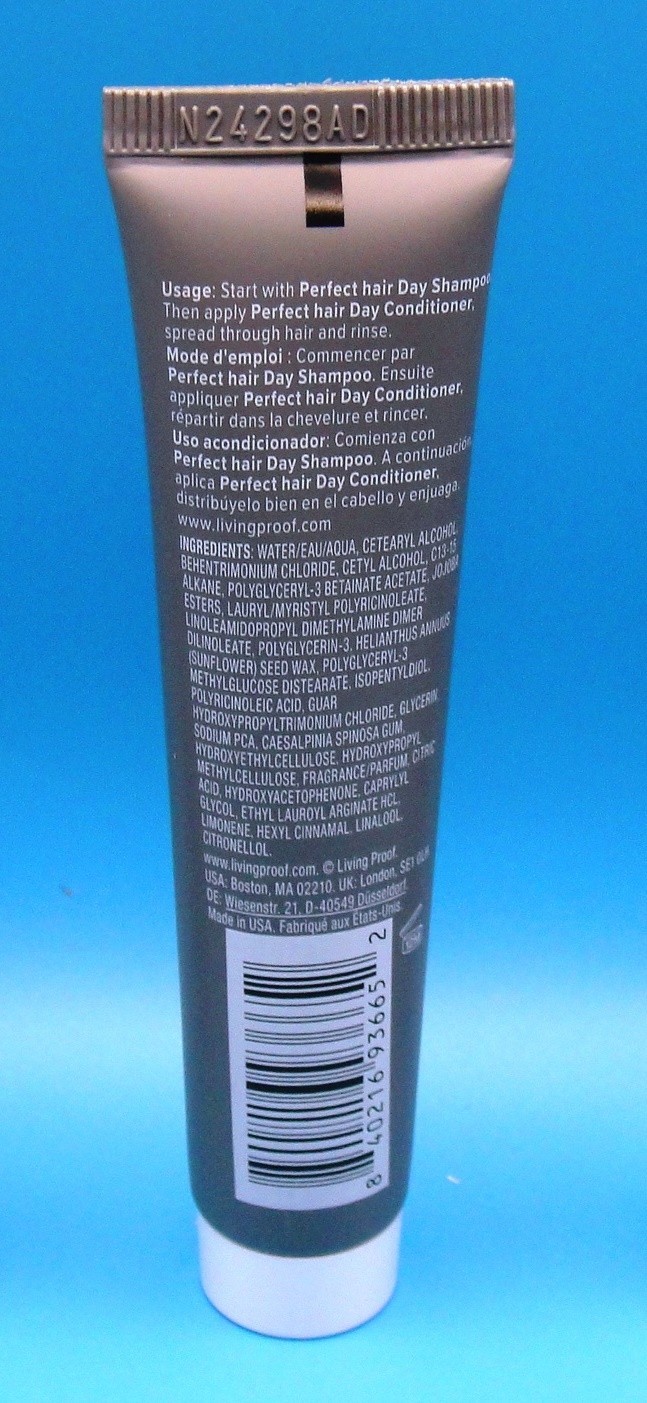 N24298AD
Usage: Start with Perfect hair Day Shampoo
Then apply Perfect hair Day Conditioner,
spread through hair and rinse.
Mode d'emploi : Commencer par
Perfect hair Day Shampoo. Ensuite
appliquer Perfect hair Day Conditioner,
répartir dans la chevelure et rincer.
Uso acondicionador: Comienza con
Perfect hair Day Shampoo. A continuación,
aplica Perfect hair Day Conditioner,
distribúyelo bien en el cabello y enjuaga.
www.livingproof.com
INGREDIENTS: WATER/EAU/AQUA, CETEARYL ALCOHOL,
BEHENTRIMONIUM CHLORIDE, CETYL ALCOHOL, C13-15
ALKANE, POLYGLYCERYL-3 BETAINATE ACETATE, JOJOBA
ESTERS, LAURYL/MYRISTYL POLYRICINOLEATE,
LINOLEAMIDOPROPYL DIMETHYLAMINE DIMER
DILINOLEATE, POLYGLYCERIN-3, HELIANTHUS ANNUUS
(SUNFLOWER) SEED WAX, POLYGLYCERYL-3
METHYLGLUCOSE DISTEARATE, ISOPENTYLDIOL,
POLYRICINOLEIC ACID, GUAR
HYDROXYPROPYLTRIMONIUM CHLORIDE, GLYCERIN,
SODIUM PCA, CAESALPINIA SPINOSA GUM,
HYDROXYETHYLCELLULOSE, HYDROXYPROPYL
METHYLCELLULOSE, FRAGRANCE/PARFUM, CITRIC
ACID, HYDROXYACETOPHENONE, CAPRYLYL
GLYCOL, ETHYL LAUROYL ARGINATE HCL,
LIMONENE, HEXYL CINNAMAL, LINALOOL,
CITRONELLOL.
www.livingproof.com. © Living Proof.
USA: Boston, MA 02210. UK: London, SE1
DE: Wiesenstr. 21, D-40549 Düsseldorf.
Made in USA. Fabriqué aux États-Unis.
8 40216 93665 2